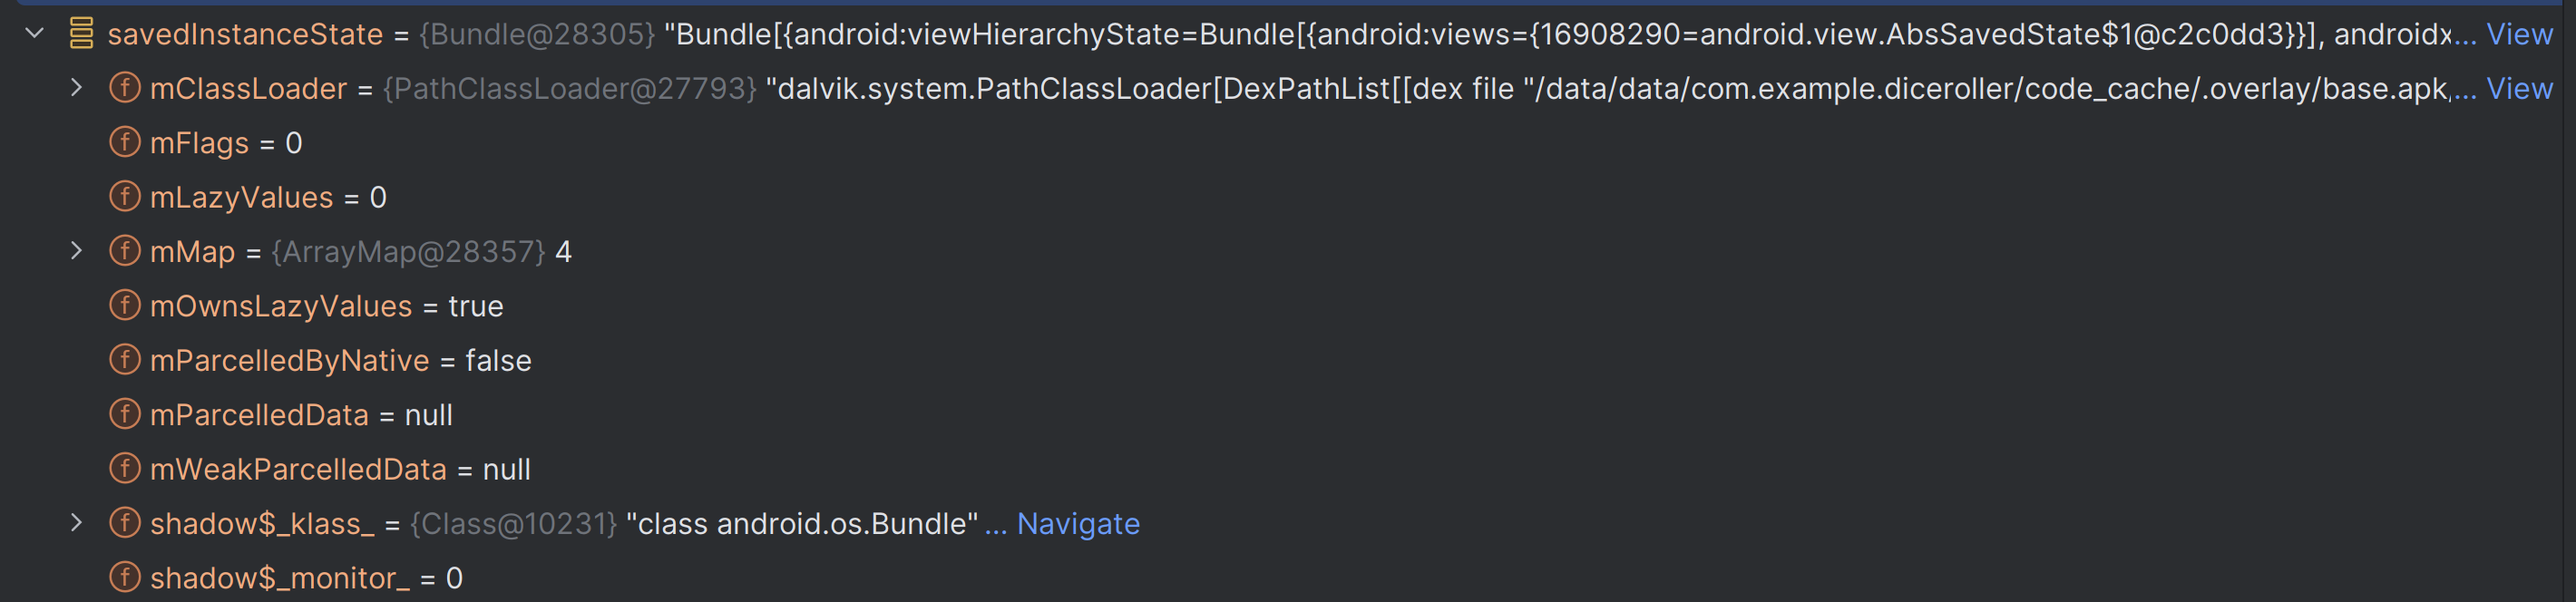 savedInstanceState = {Bundle@28305} "Bundle[{android:viewHierarchyState=Bundle[{android:views={16908290=android.view.AbsSavedState$1@c2c0dd3}}], androidx... View
f mClassLoader = {PathClassLoader@27793} "dalvik.system.PathClassLoader[DexPathList[[dex file "/data/data/com.example.diceroller/code_cache/.overlay/base.apk,... View
f mFlags = 0
f mLazyValues = 0
f mMap = {ArrayMap@28357} 4
f mOwnsLazyValues = true
f mParcelledByNative = false
f mParcelledData = null
f mWeakParcelledData = null
f shadow$_klass_ = {Class@10231} "class android.os.Bundle" ... Navigate
f shadow$_monitor_ = 0